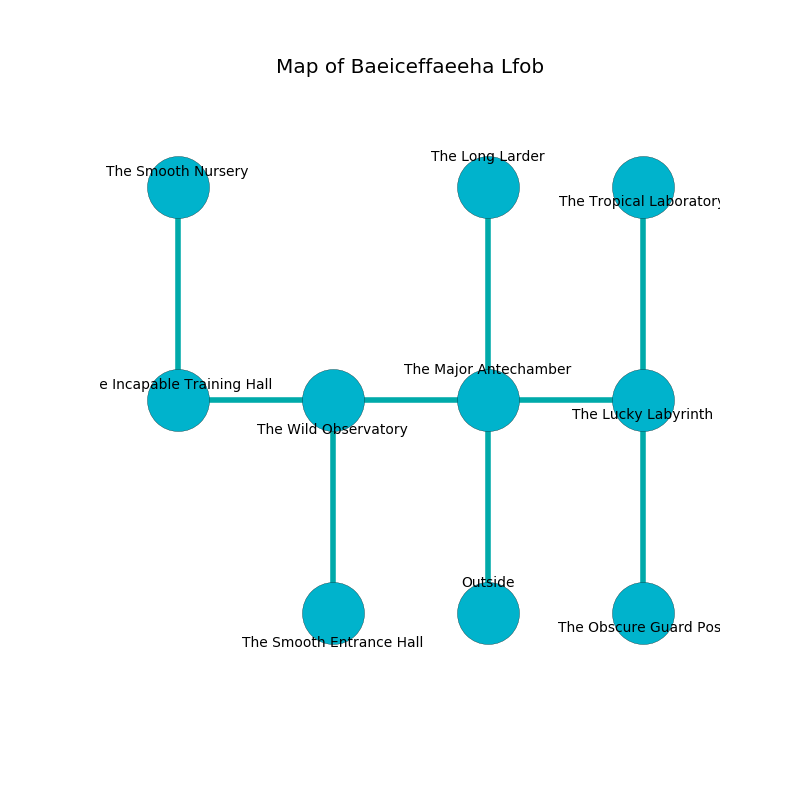 Map of Baeiceffaeeha Lfob
The Long Larder
The Smooth Nursery
The Tropical Laboratory
The Major Antechamber
e Incapable Training Hall
The Lucky Labyrinth
The Wild Observatory
Outside
The Obscure Guard Pos
The Smooth Entrance Hall